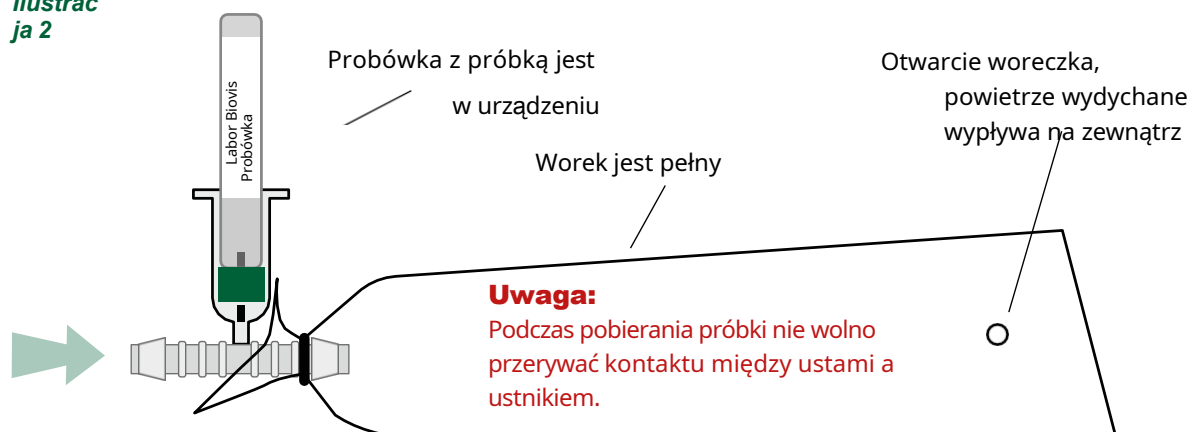 Ilustrac
ja 2
Labor Biovis
Probówka
Probówka z próbką jest
w urządzeniu
Worek jest pełny
Otwarcie woreczka,
powietrze wydychane
wypływa na zewnątrz
Uwaga:
Podczas pobierania próbki nie wolno
przerywać kontaktu między ustami a
ustnikiem.